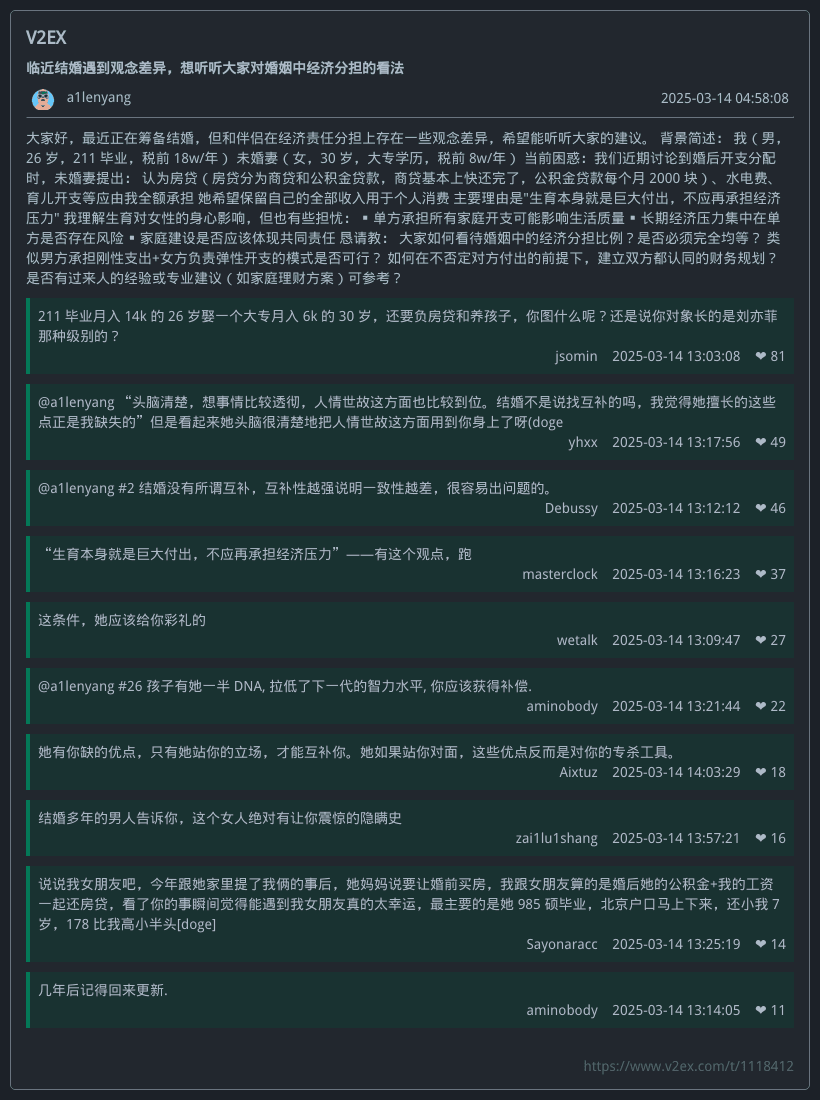 V2EX
临近结婚遇到观念差异，想听听大家对婚姻中经济分担的看法
a1lenyang 2025-03-14 04:58:08
大家好，最近正在筹备结婚，但和伴侣在经济责任分担上存在一些观念差异，希望能听听大家的建议。 背景简述： 我（男，
26 岁，211 毕业，税前 18w/年） 未婚妻（女，30 岁，大专学历，税前 8w/年） 当前困惑：我们近期讨论到婚后开支分配
时，未婚妻提出： 认为房贷（房贷分为商贷和公积金贷款，商贷基本上快还完了，公积金贷款每个月 2000 块）、水电费、
育儿开支等应由我全额承担 她希望保留自己的全部收入用于个人消费 主要理由是"生育本身就是巨大付出，不应再承担经济
压力" 我理解生育对女性的身心影响，但也有些担忧： ▪ 单方承担所有家庭开支可能影响生活质量 ▪ 长期经济压力集中在单
方是否存在风险 ▪ 家庭建设是否应该体现共同责任 恳请教： 大家如何看待婚姻中的经济分担比例？是否必须完全均等？ 类
似男方承担刚性支出+女方负责弹性开支的模式是否可行？ 如何在不否定对方付出的前提下，建立双方都认同的财务规划？
是否有过来人的经验或专业建议（如家庭理财方案）可参考？
211 毕业月入 14k 的 26 岁娶一个大专月入 6k 的 30 岁，还要负房贷和养孩子，你图什么呢？还是说你对象长的是刘亦菲
那种级别的？
jsomin 2025-03-14 13:03:08 ❤ 81
@a1lenyang “头脑清楚，想事情比较透彻，人情世故这方面也比较到位。结婚不是说找互补的吗，我觉得她擅长的这些
点正是我缺失的”但是看起来她头脑很清楚地把人情世故这方面用到你身上了呀(doge
yhxx 2025-03-14 13:17:56 ❤ 49
@a1lenyang #2 结婚没有所谓互补，互补性越强说明一致性越差，很容易出问题的。
Debussy 2025-03-14 13:12:12 ❤ 46
“生育本身就是巨大付出，不应再承担经济压力”——有这个观点，跑
masterclock 2025-03-14 13:16:23 ❤ 37
这条件，她应该给你彩礼的
wetalk 2025-03-14 13:09:47 ❤ 27
@a1lenyang #26 孩子有她一半 DNA, 拉低了下一代的智力水平, 你应该获得补偿.
aminobody 2025-03-14 13:21:44 ❤ 22
她有你缺的优点，只有她站你的立场，才能互补你。她如果站你对面，这些优点反而是对你的专杀工具。
Aixtuz 2025-03-14 14:03:29 ❤ 18
结婚多年的男人告诉你，这个女人绝对有让你震惊的隐瞒史
zai1lu1shang 2025-03-14 13:57:21 ❤ 16
说说我女朋友吧，今年跟她家里提了我俩的事后，她妈妈说要让婚前买房，我跟女朋友算的是婚后她的公积金+我的工资
一起还房贷，看了你的事瞬间觉得能遇到我女朋友真的太幸运，最主要的是她 985 硕毕业，北京户口马上下来，还小我 7
岁，178 比我高小半头[doge]
Sayonaracc 2025-03-14 13:25:19 ❤ 14
几年后记得回来更新.
aminobody 2025-03-14 13:14:05 ❤ 11
https://www.v2ex.com/t/1118412